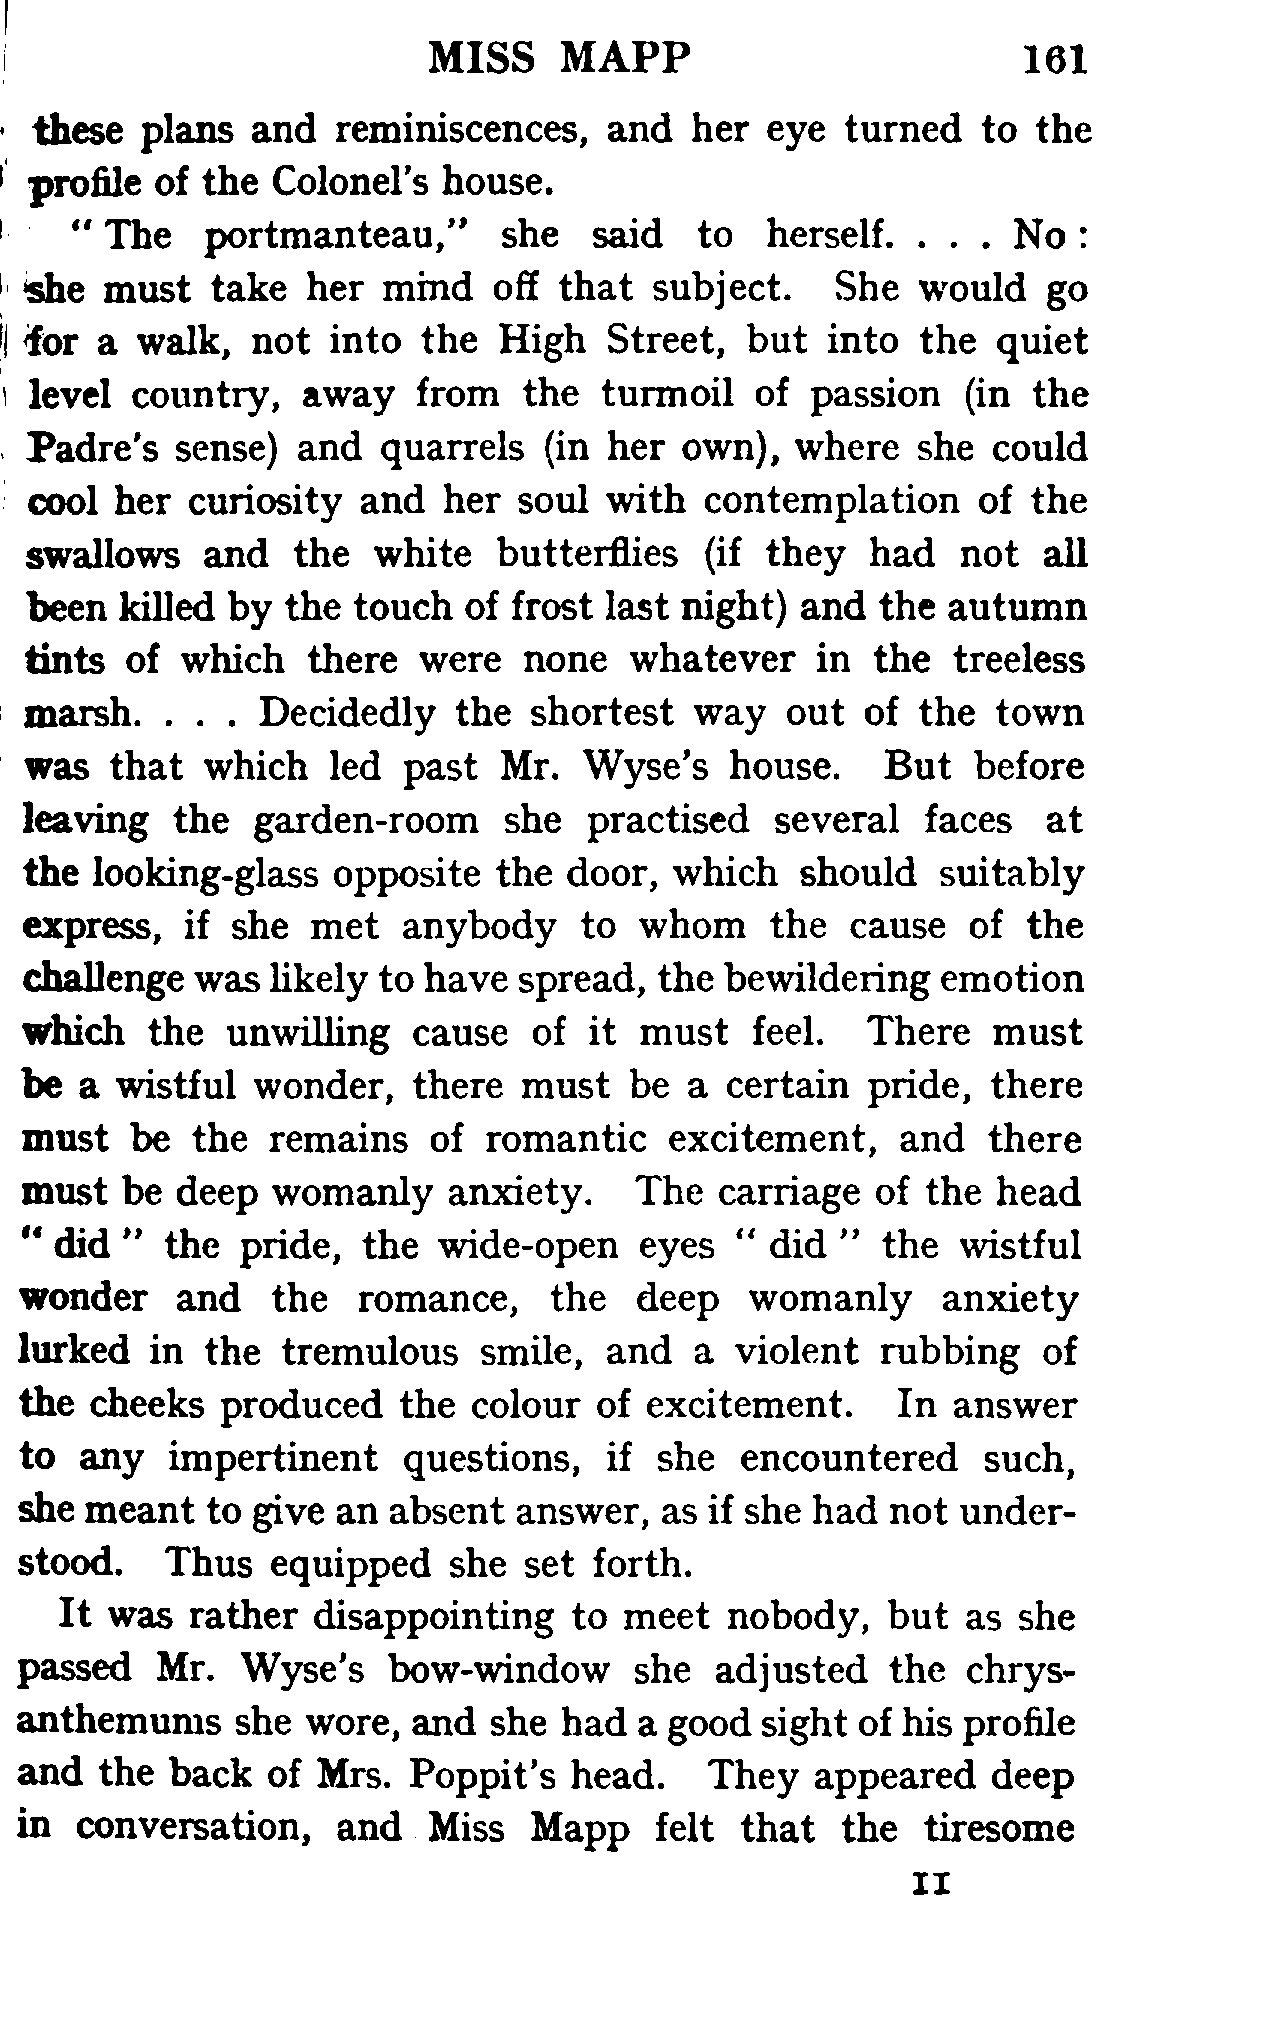 MISS MAPP 161
these plans and reminiscences, and her eye turned to the
profile of the Colonel's house.
" The portmanteau," she said to herself. . . . No :
she must take her mind off that subject. She would go
for a walk, not into the High Street, but into the quiet
level country, away from the turmoil of passion (in the
Padre's sense) and quarrels (in her own), where she could
cool her curiosity and her soul with contemplation of the
swallows and the white butterflies (if they had not all
been killed by the touch of frost last night) and the autumn
tints of which there were none whatever in the treeless
marsh. . . . Decidedly the shortest way out of the town
was that which led past Mr. Wyse's house. But before
leaving the garden-room she practised several faces at
the looking-glass opposite the door, which should suitably
express, if she met anybody to whom the cause of the
challenge was likely to have spread, the bewildering emotion
which the unwilling cause of it must feel. There must
be a wistful wonder, there must be a certain pride, there
must be the remains of romantic excitement, and there
must be deep womanly anxiety. The carriage of the head
" did " the pride, the wide-open eyes " did " the wistful
wonder and the romance, the deep womanly anxiety
lurked in the tremulous smile, and a violent rubbing of
the cheeks produced the colour of excitement. In answer
to any impertinent questions, if she encountered such,
she meant to give an absent answer, as if she had not under-
stood. Thus equipped she set forth.
It was rather disappointing to meet nobody, but as she
passed Mr. Wyse's bow-window she adjusted the chrys-
anthemums she wore, and she had a good sight of his profile
and the back of Mrs. Poppit's head. They appeared deep
in conversation, and Miss Mapp felt that the tiresome
11